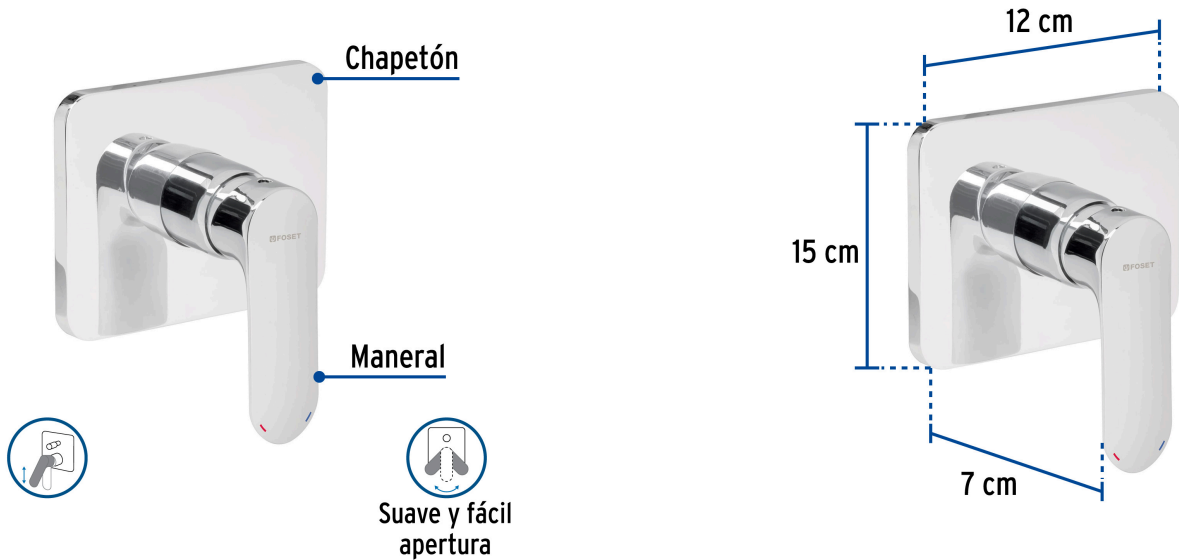 Chapetón
FOSET
Maneral
Suave y fácil
apertura
12 cm
15 cm
FOSET
7 cm